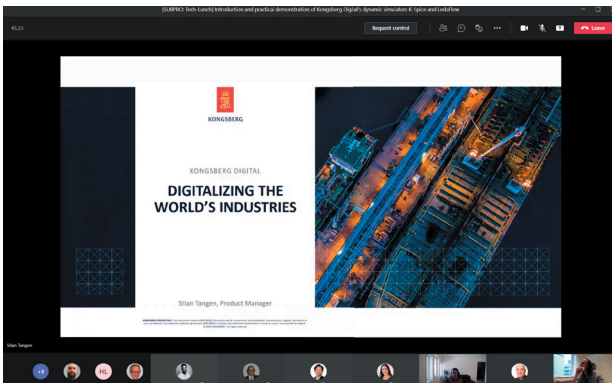 [SUBPRO: Tech-Lunch] Introduction and practical demonstration of Kongsberg Digital's dynamic simulators K-Spice and LedaFlow
45:23
Request control
Leave
KONGSBERG
KONGSBERG DIGITAL
DIGITALIZING THE
WORLD'S INDUSTRIES
Stian Tangen, Product Manager
Stian Tangen
+9
HL